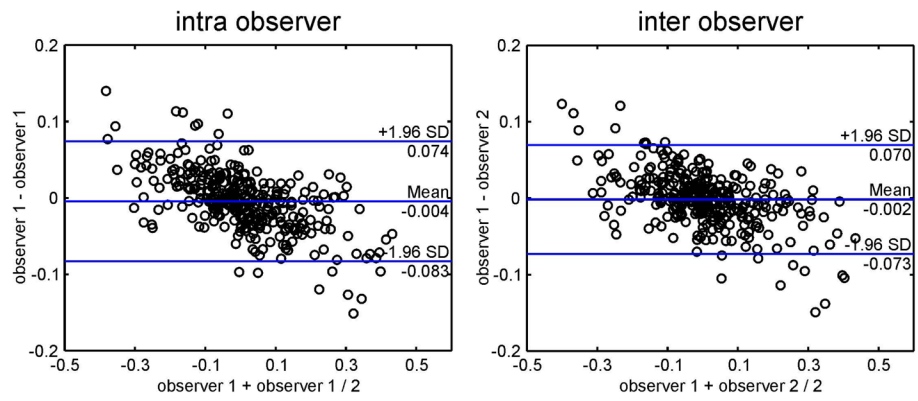 intra observer
0.2
0.1
0
-0.1
-0.2
observer 1 - observer 1
+1.96 SD
0.074
Mean
-0.004
-1.96 SD
-0.083
-0.5
-0.3
-0.1
0.1
0.3
0.5
observer 1 + observer 1 / 2
inter observer
0.2
0.1
0
-0.1
-0.2
observer 1 - observer 2
+1.96 SD
0.070
Mean
-0.002
-1.96 SD
-0.073
-0.5
-0.3
-0.1
0.1
0.3
0.5
observer 1 + observer 2 / 2